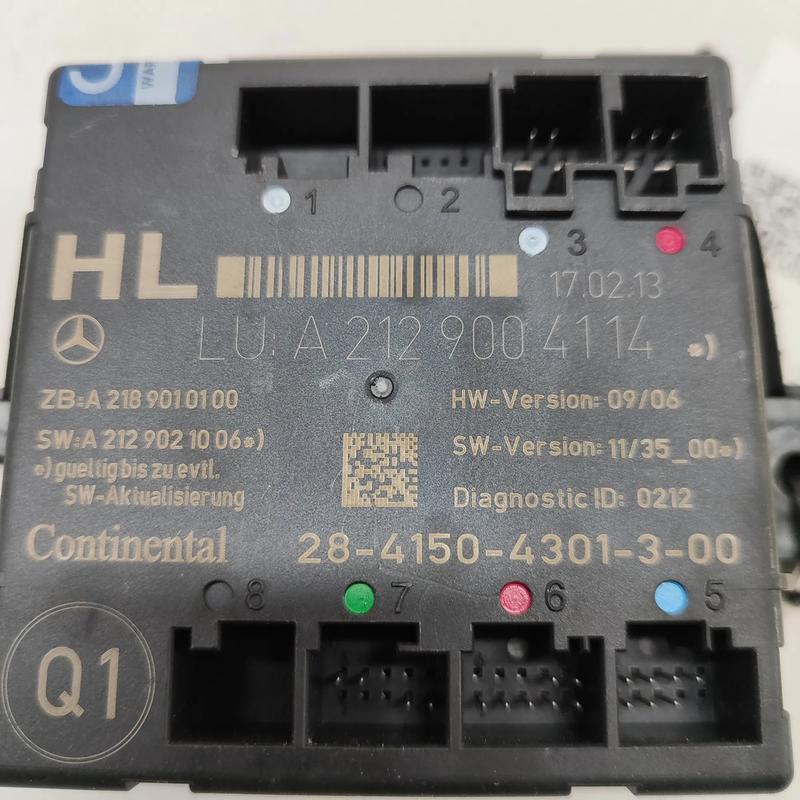 WAR
1 2 3 4
HL
17.02.13
LU: A 212 900 41 14 *)
ZB:A 218 901 01 00
HW-Version: 09/06
SW:A 212 902 10 06*)
SW-Version: 11/35_00*)
*)gueltig bis zu evtl.
SW-Aktualisierung
Diagnostic ID: 0212
Continental
28-4150-4301-3-00
8 7 6 5
Q1